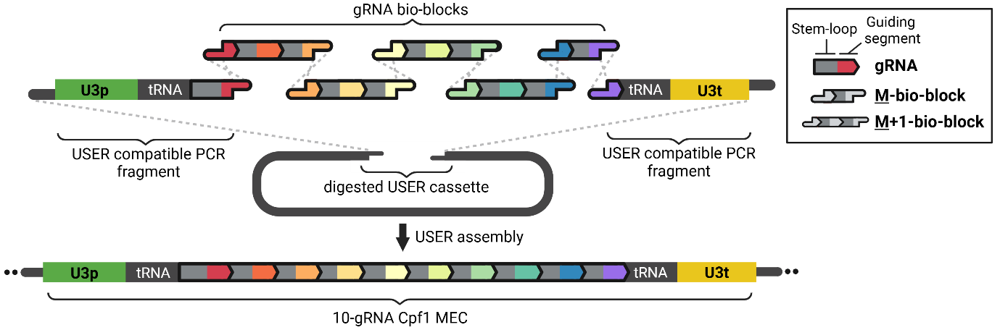 gRNA bio-blocks
Stem-loop
Guiding
segment
gRNA
M-bio-block
M+1-bio-block
U3p
tRNA
tRNA
U3t
USER compatible PCR
fragment
USER compatible PCR
fragment
digested USER cassette
USER assembly
U3p
tRNA
tRNA
U3t
10-gRNA Cpf1 MEC